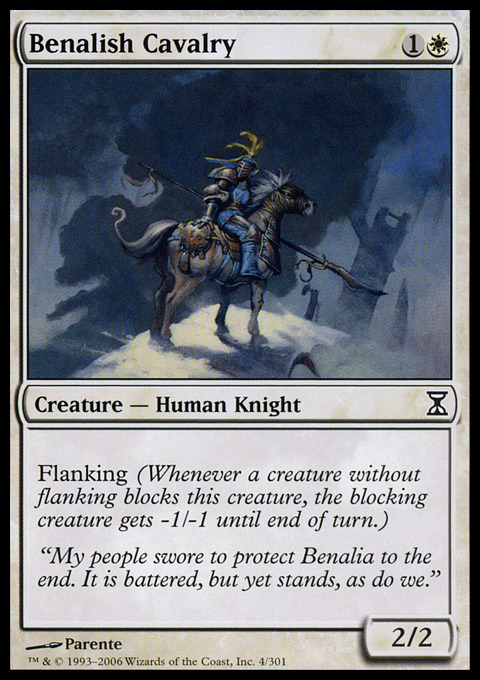 Benalish Cavalry 1
Creature — Human Knight
Flanking (Whenever a creature without
flanking blocks this creature, the blocking
creature gets -1/-1 until end of turn.)
“My people swore to protect Benalia to the
end. It is battered, but yet stands, as do we.”
Parente
2/2
™ & © 1993–2006 Wizards of the Coast, Inc. 4/301